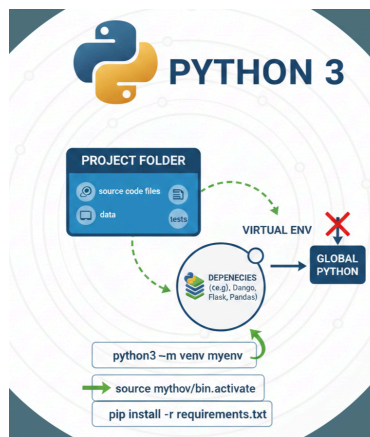 PYTHON 3
PROJECT FOLDER
source code files
data
tests
VIRTUAL ENV
GLOBAL
PYTHON
DEPENECIES
(ce.g), Dango,
Flask, Pandas)
python3 –m venv myenv
source mythov/bin.activate
pip install -r requirements.txt